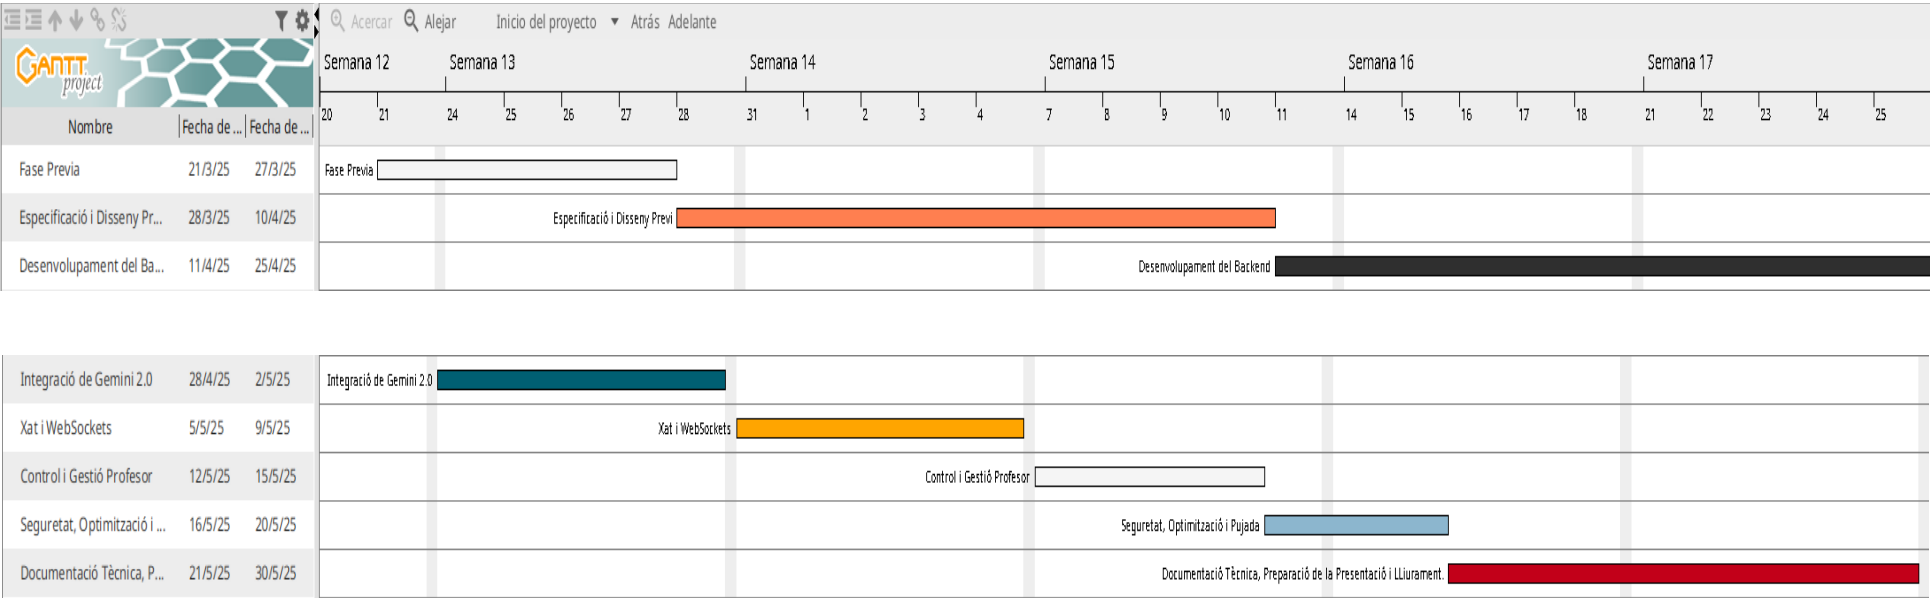 Acercar Alejar Inicio del proyecto Atrás Adelante
GANTT
project
Semana 12 Semana 13 Semana 14 Semana 15 Semana 16 Semana 17
20 21 24 25 26 27 28 31 1 2 3 4 7 8 9 10 11 14 15 16 17 18 21 22 23 24 25
Nombre Fecha de ... Fecha de ...
Fase Previa 21/3/25 27/3/25 Fase Previa
Especificació i Disseny Pr... 28/3/25 10/4/25 Especificació i Disseny Previ
Desenvolupament del Ba... 11/4/25 25/4/25 Desenvolupament del Backend
Integració de Gemini 2.0 28/4/25 2/5/25 Integració de Gemini 2.0
Xat i WebSockets 5/5/25 9/5/25 Xat i WebSockets
Control i Gestió Profesor 12/5/25 15/5/25 Control i Gestió Profesor
Seguretat, Optimització i ... 16/5/25 20/5/25 Seguretat, Optimització i Pujada
Documentació Tècnica, P... 21/5/25 30/5/25 Documentació Tècnica, Preparació de la Presentació i LLiurament.